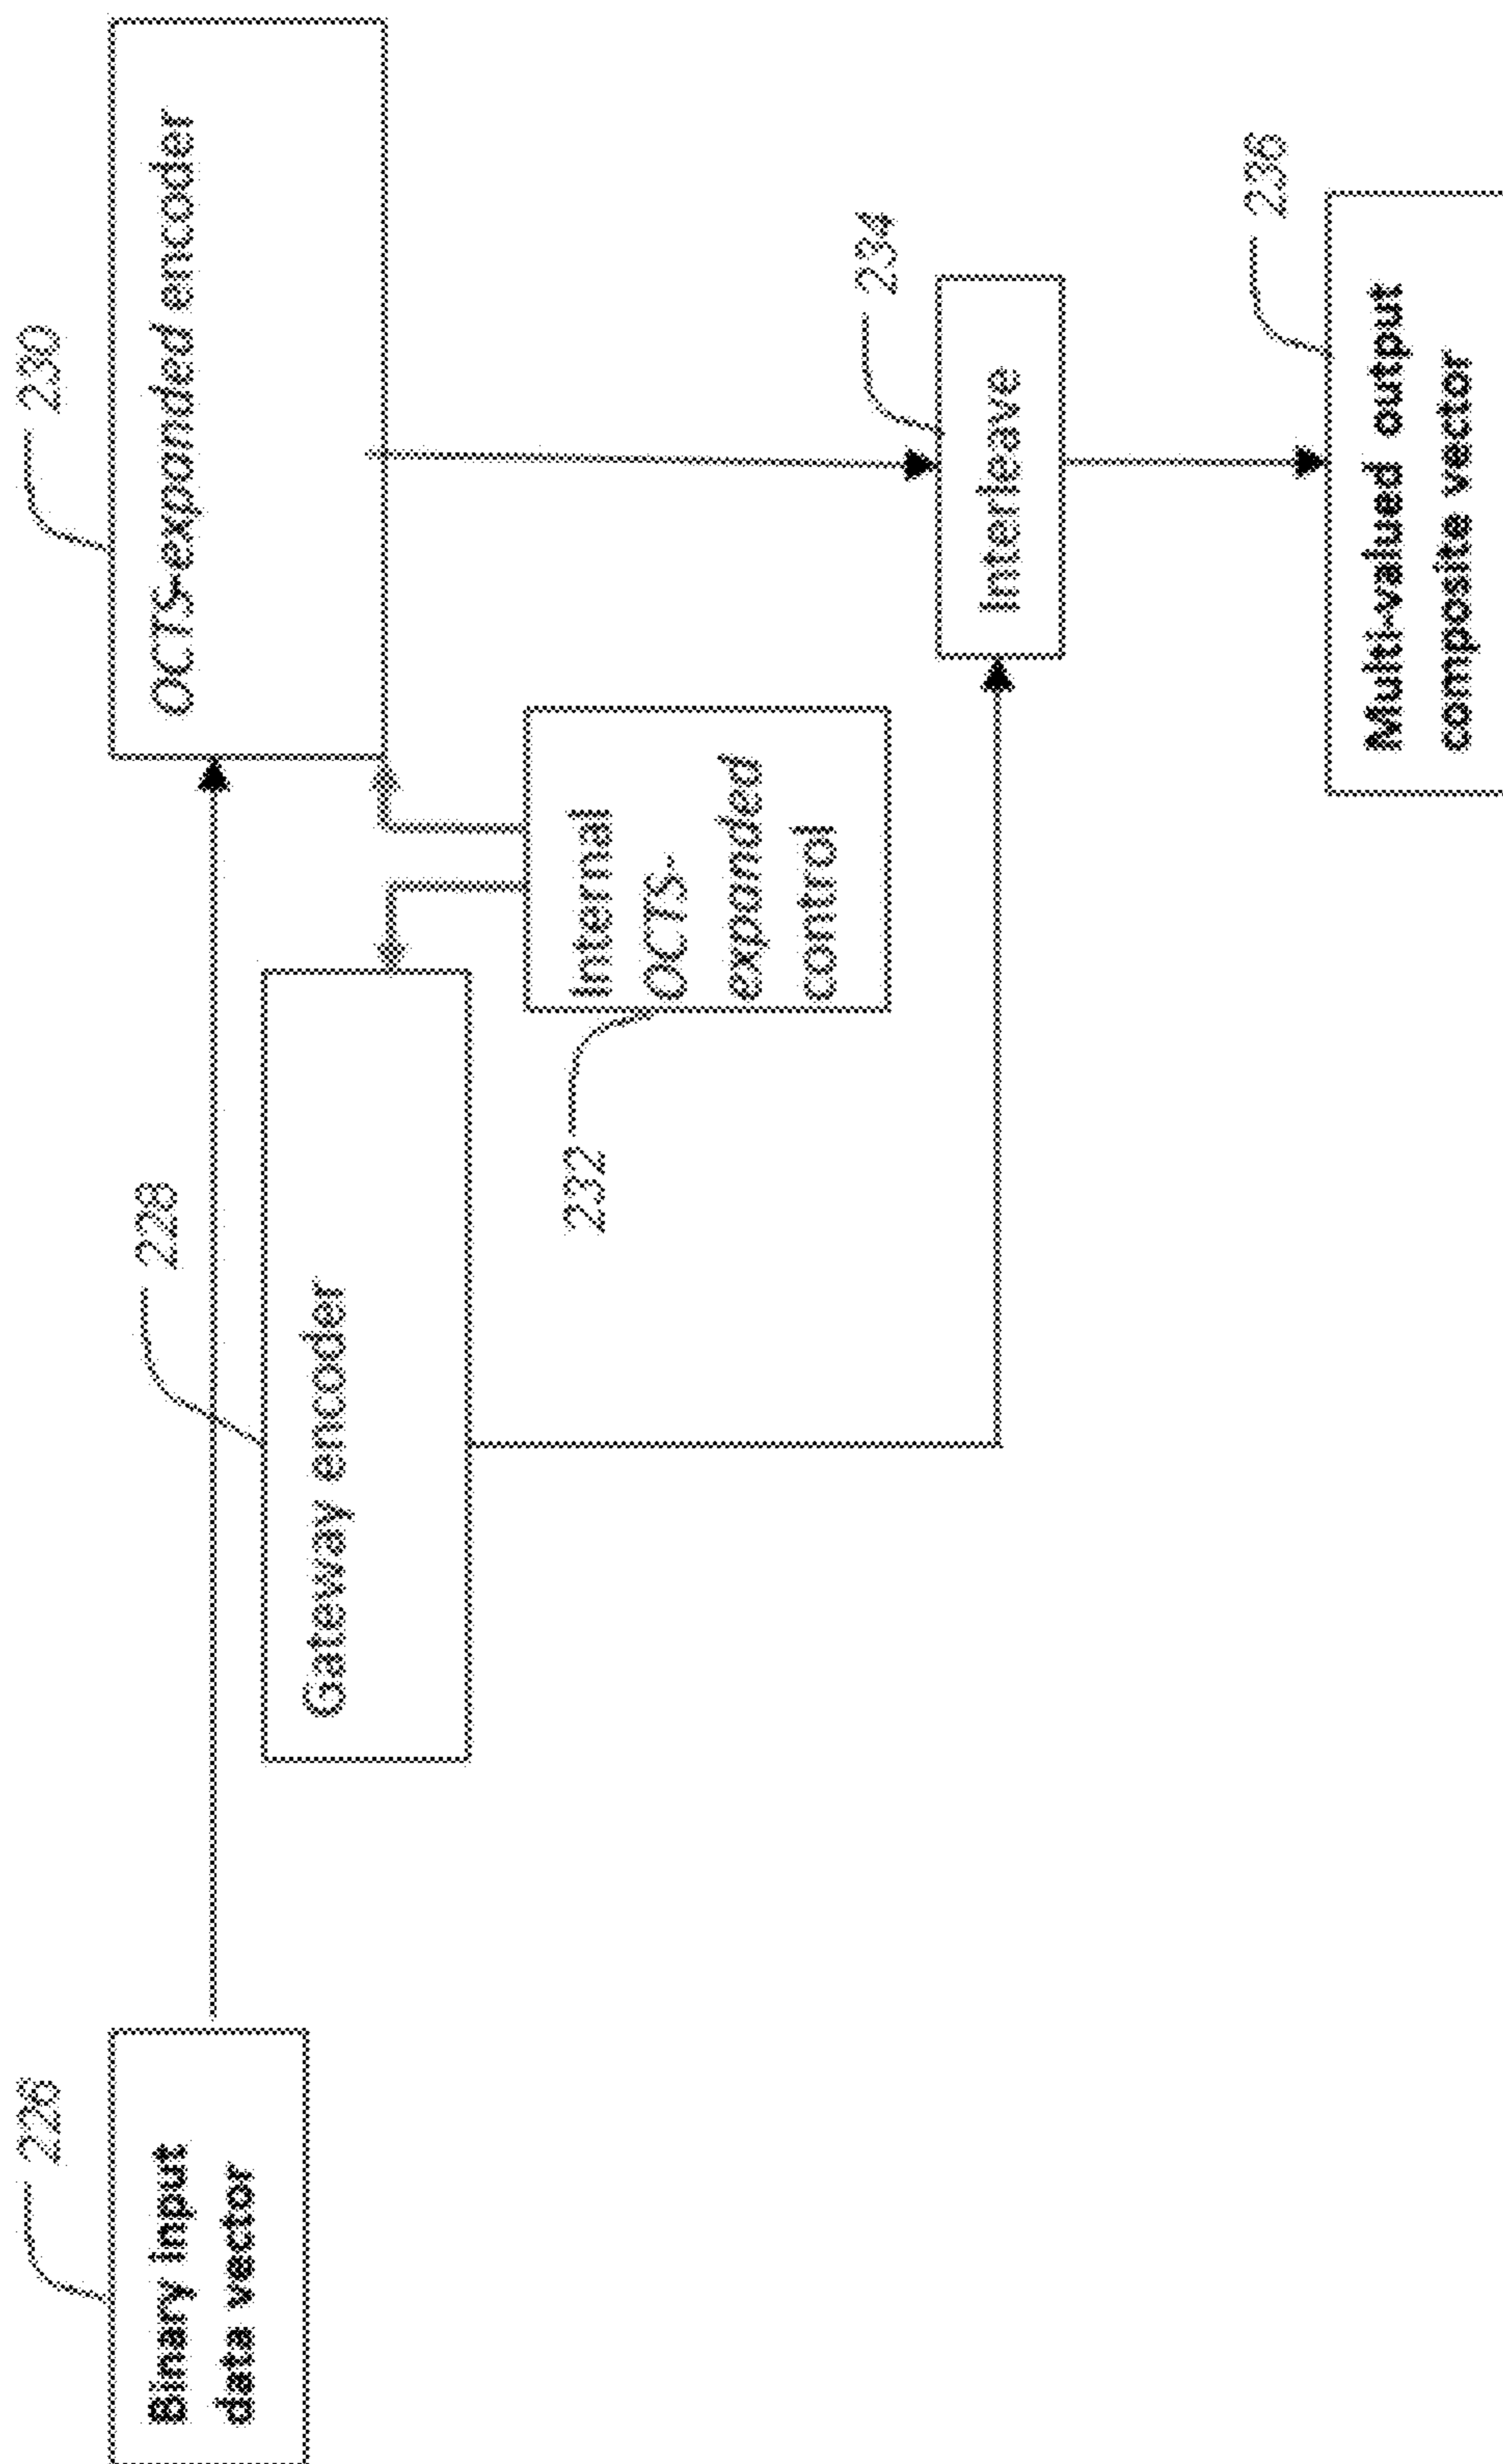 226
Binary input
data vector
228
Gateway encoder
230
OCTS-expanded encoder
232
Internal
OCTS-
expanded
control
234
Interleave
236
Multi-valued output
composite vector